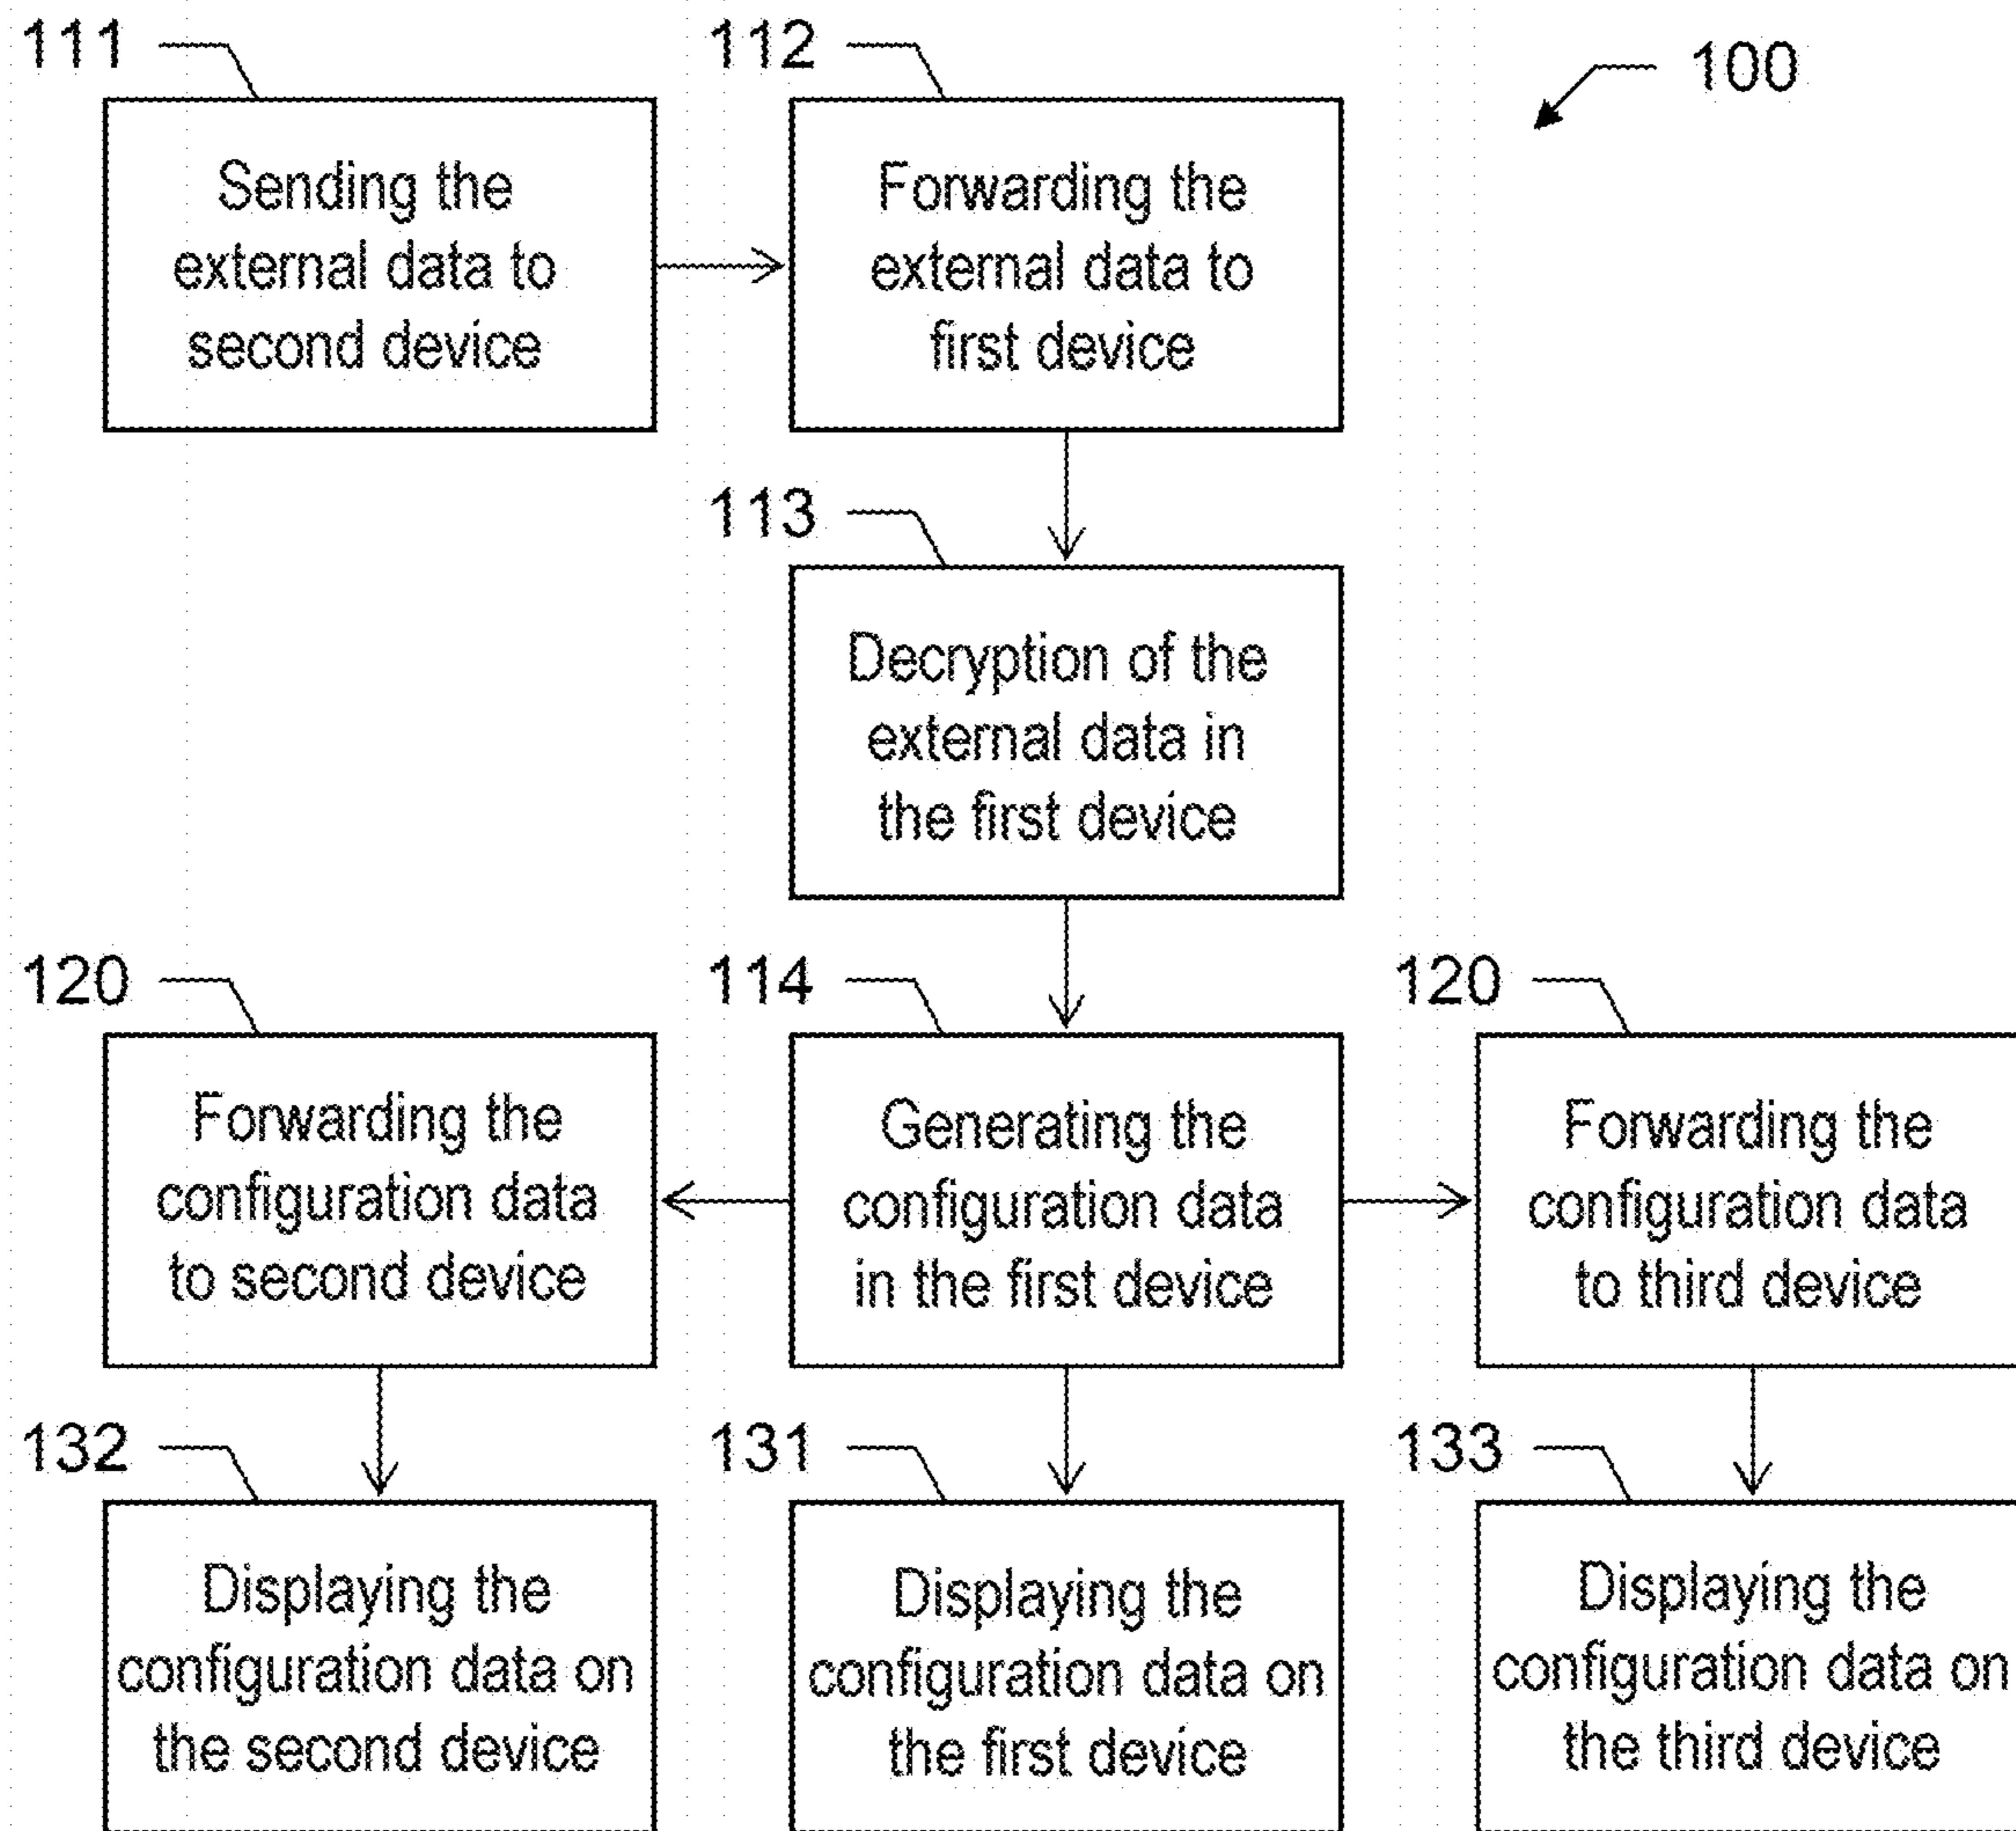 111
112
100
Sending the
external data to
second device
Forwarding the
external data to
first device
113
Decryption of the
external data in
the first device
120
114
120
Forwarding the
configuration data
to second device
Generating the
configuration data
in the first device
Forwarding the
configuration data
to third device
132
131
133
Displaying the
configuration data on
the second device
Displaying the
configuration data on
the first device
Displaying the
configuration data on
the third device